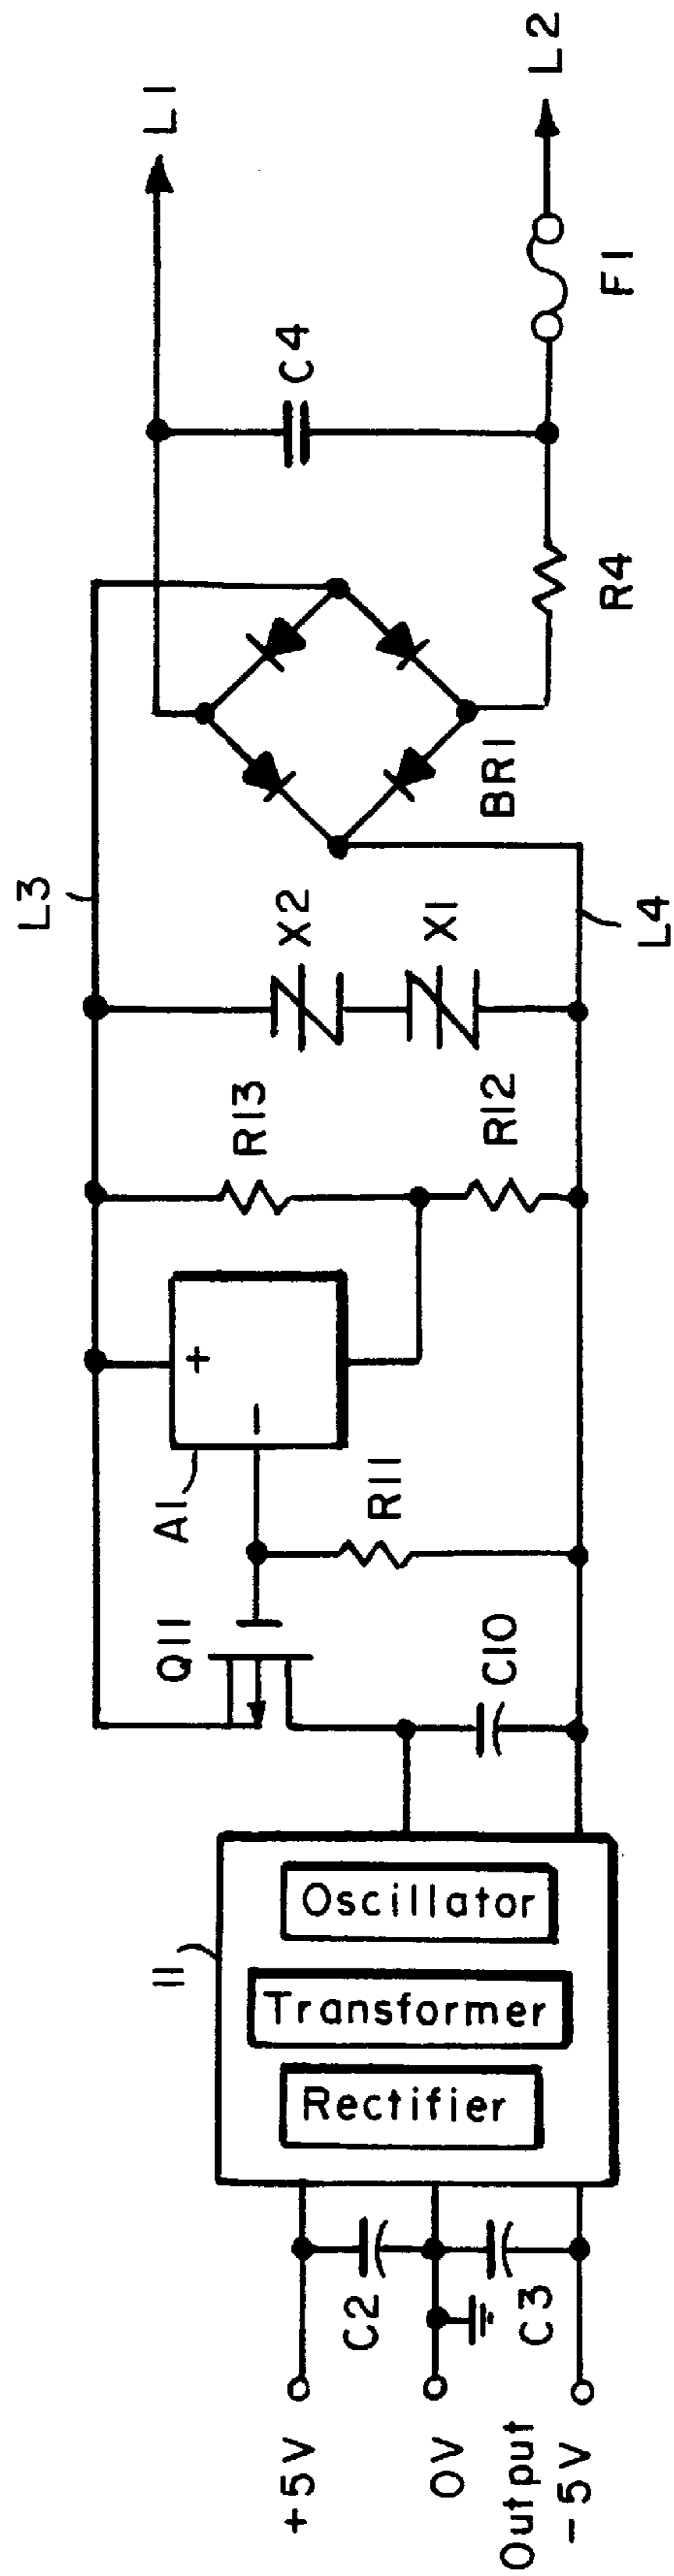 L1
L2
C4
F1
R4
BR1
L3
X2
X1
L4
R13
R12
+
−
A1
R11
Q11
C10
11
Oscillator
Transformer
Rectifier
C2
C3
+5V
0V
Output
−5V